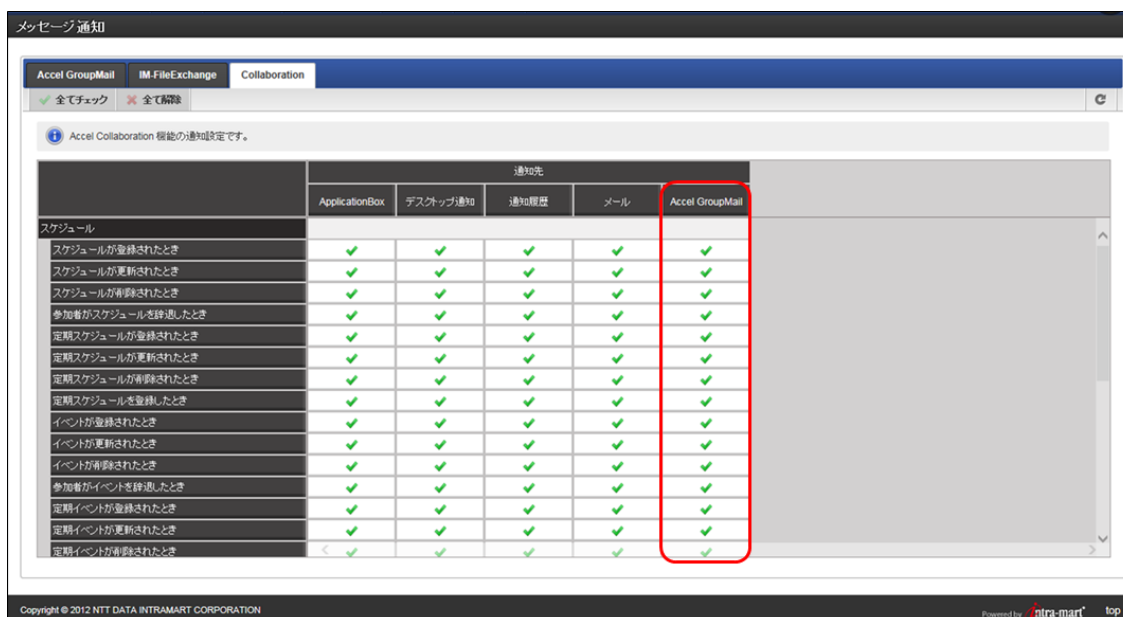 メッセージ通知
Accel GroupMail IM-FileExchange Collaboration
全てチェック 全て解除
Accel Collaboration 機能の通知設定です。
通知先
ApplicationBox デスクトップ通知 通知履歴 メール Accel GroupMail
スケジュール
スケジュールが登録されたとき
スケジュールが更新されたとき
スケジュールが削除されたとき
参加者がスケジュールを辞退したとき
定期スケジュールが登録されたとき
定期スケジュールが更新されたとき
定期スケジュールが削除されたとき
定期スケジュールを登録したとき
イベントが登録されたとき
イベントが更新されたとき
イベントが削除されたとき
参加者がイベントを辞退したとき
定期イベントが登録されたとき
定期イベントが更新されたとき
定期イベントが削除されたとき
Copyright © 2012 NTT DATA INTRAMART CORPORATION
Powered by intra-mart top